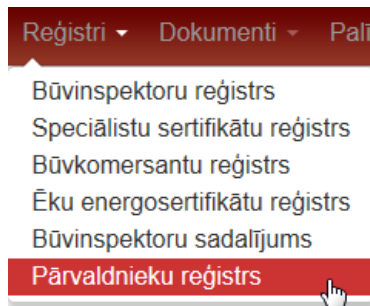 Reģistri Dokumenti
Būvinspektoru reģistrs
Speciālistu sertifikātu reģistrs
Būvkomersantu reģistrs
Ēku energosertifikātu reģistrs
Būvinspektoru sadalījums
Pārvaldnieku reģistrs